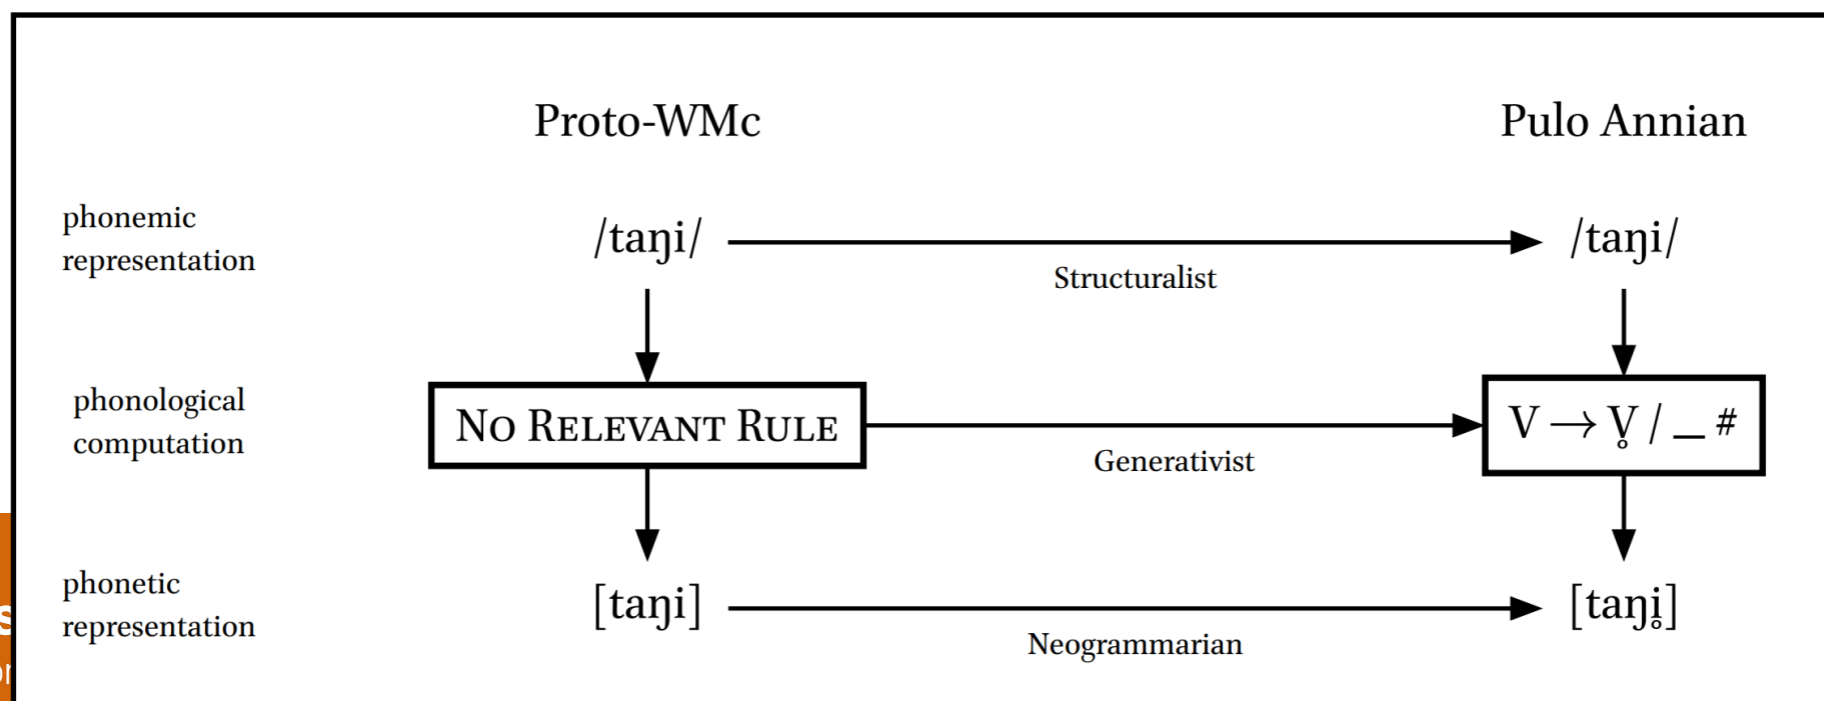 Proto-WMc Pulo Annian
phonemic
representation
/taŋi/ /taŋi/
Structuralist
phonological
computation
No Relevant Rule V → V̥ / _ #
Generativist
phonetic
representation
[taŋi] [taŋi̥]
Neogrammarian